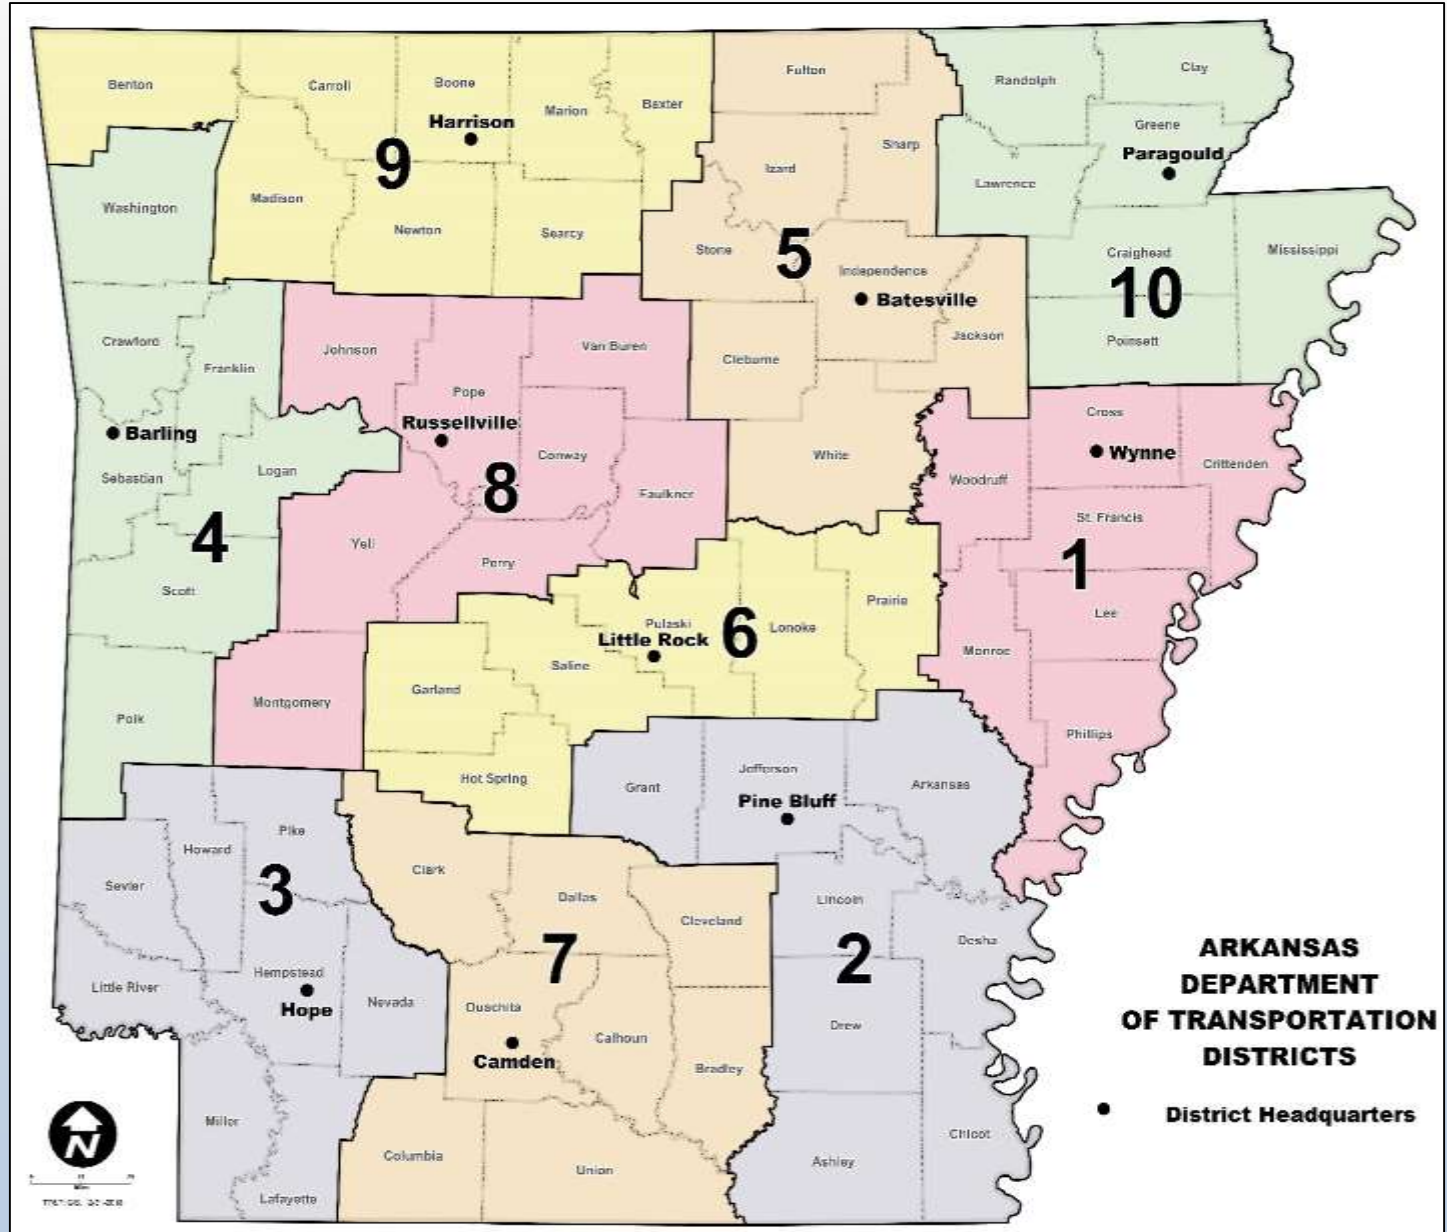 Benton
Carroll
Boone
Harrison
Marion
Baxter
Fulton
Randolph
Clay
Greene
Paragould
9
Izard
Sharp
Lawrence
Washington
Madison
Newton
Searcy
Stone
5
Independence
Batesville
Craighead
10
Mississippi
Poinsett
Crawford
Franklin
Johnson
Pope
Van Buren
Cleburne
Jackson
Barling
Russellville
Sebastian
Logan
8
Conway
Faulkner
White
Woodruff
Cross
Wynne
Crittenden
St. Francis
4
Yell
Perry
1
Scott
Pulaski
Little Rock
6
Lonoke
Prairie
Lee
Saline
Monroe
Garland
Montgomery
Polk
Phillips
Hot Spring
Grant
Jefferson
Pine Bluff
Arkansas
Pike
Howard
3
Sevier
Clark
Dallas
Cleveland
Lincoln
7
2
Desha
Little River
Hempstead
Hope
Nevada
Ouachita
Camden
Calhoun
Drew
Bradley
Miller
Lafayette
Columbia
Union
Ashley
Chicot
ARKANSAS
DEPARTMENT
OF TRANSPORTATION
DISTRICTS
District Headquarters
N